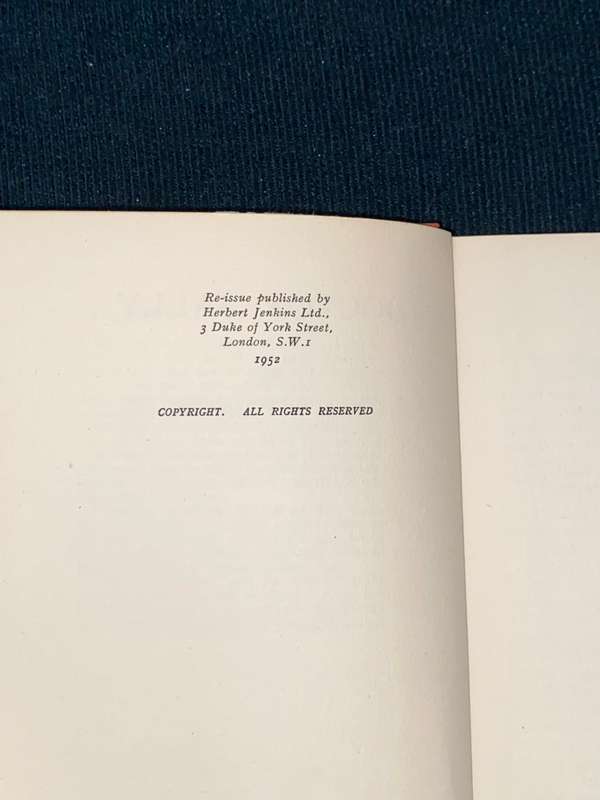 Re-issue published by
Herbert Jenkins Ltd.,
3 Duke of York Street,
London, S.W.1
1952
COPYRIGHT. ALL RIGHTS RESERVED